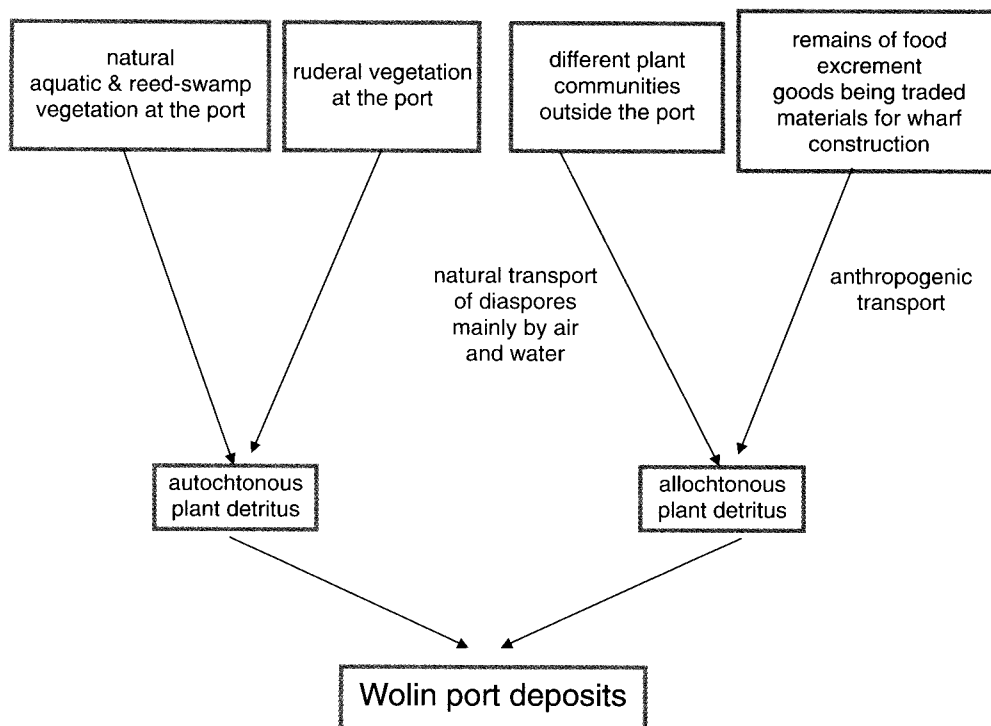 natural
aquatic & reed-swamp
vegetation at the port
ruderal vegetation
at the port
different plant
communities
outside the port
remains of food
excrement
goods being traded
materials for wharf
construction
natural transport
of diaspores
mainly by air
and water
anthropogenic
transport
autochtonous
plant detritus
allochtonous
plant detritus
Wolin port deposits